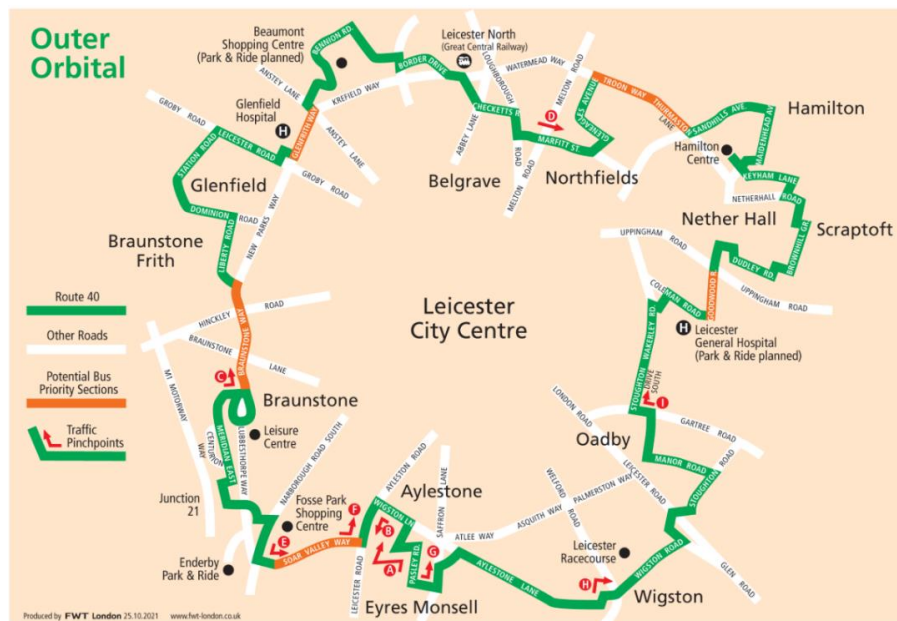 Outer
Orbital
Beaumont
Shopping Centre
(Park & Ride planned)
BENNION RD.
BORDER DRIVE
Leicester North
(Great Central Railway)
LOUGHBOROUGH
ROAD
WATERMEAD WAY
MELTON ROAD
TROON WAY
THURMASTON
LANE
SANDHILLS AVE.
Hamilton
MAIDENHEAD AV.
Hamilton
Centre
KEYHAM LANE
NETHERHALL
Nether Hall
Scraptoft
BROWNHILL GR.
DUDLEY RD.
UPPINGHAM
ROAD
UPPINGHAM ROAD
GOODWOOD R.
COLEMAN ROAD
H
Leicester
General Hospital
(Park & Ride planned)
ANSTEY LANE
KREFIELD WAY
GROBY ROAD
Glenfield
Hospital
H
GLENFRITH WAY
ANSTEY LANE
GROBY ROAD
LEICESTER ROAD
STATION ROAD
Glenfield
DOMINION
ROAD
NEW PARKS WAY
LIBERTY ROAD
Braunstone
Frith
CHECKETTS R.
ABBEY LANE
D
GLENEAGLES AVENUE
MARFITT ST.
Belgrave
MELTON ROAD
Northfields
Leicester
City Centre
Route 40
Other Roads
Potential Bus
Priority Sections
Traffic
Pinchpoints
HINCKLEY ROAD
BRAUNSTONE LANE
BRAUNSTONE WAY
C
Braunstone
Leisure
Centre
M1 MOTORWAY
CENTURION
WAY
MERIDIAN EAST
LUBBESTHORPE WAY
NARBOROUGH ROAD SOUTH
Junction
21
Fosse Park
Shopping
Centre
Enderby
Park & Ride
E
SOAR VALLEY WAY
F
LEICESTER ROAD
AYLESTON ROAD
Aylestone
WIGSTON LN.
SAFFRON LANE
B
A
PASLEY RD.
G
Eyres Monsell
ATLEE WAY
ASQUITH WAY
PALMERSTON WAY
WELFORD
ROAD
AYLESTONE LANE
Leicester
Racecourse
H
Wigston
WIGSTON ROAD
GLEN ROAD
LEICESTER ROAD
LONDON ROAD
Oadby
MANOR ROAD
STOUGHTON
GARTREE ROAD
I
DRIVE
SOUTH
STOUGHTON
WAKERLEY RD.
Produced by FWT London 25.10.2021
www.fwt-london.co.uk